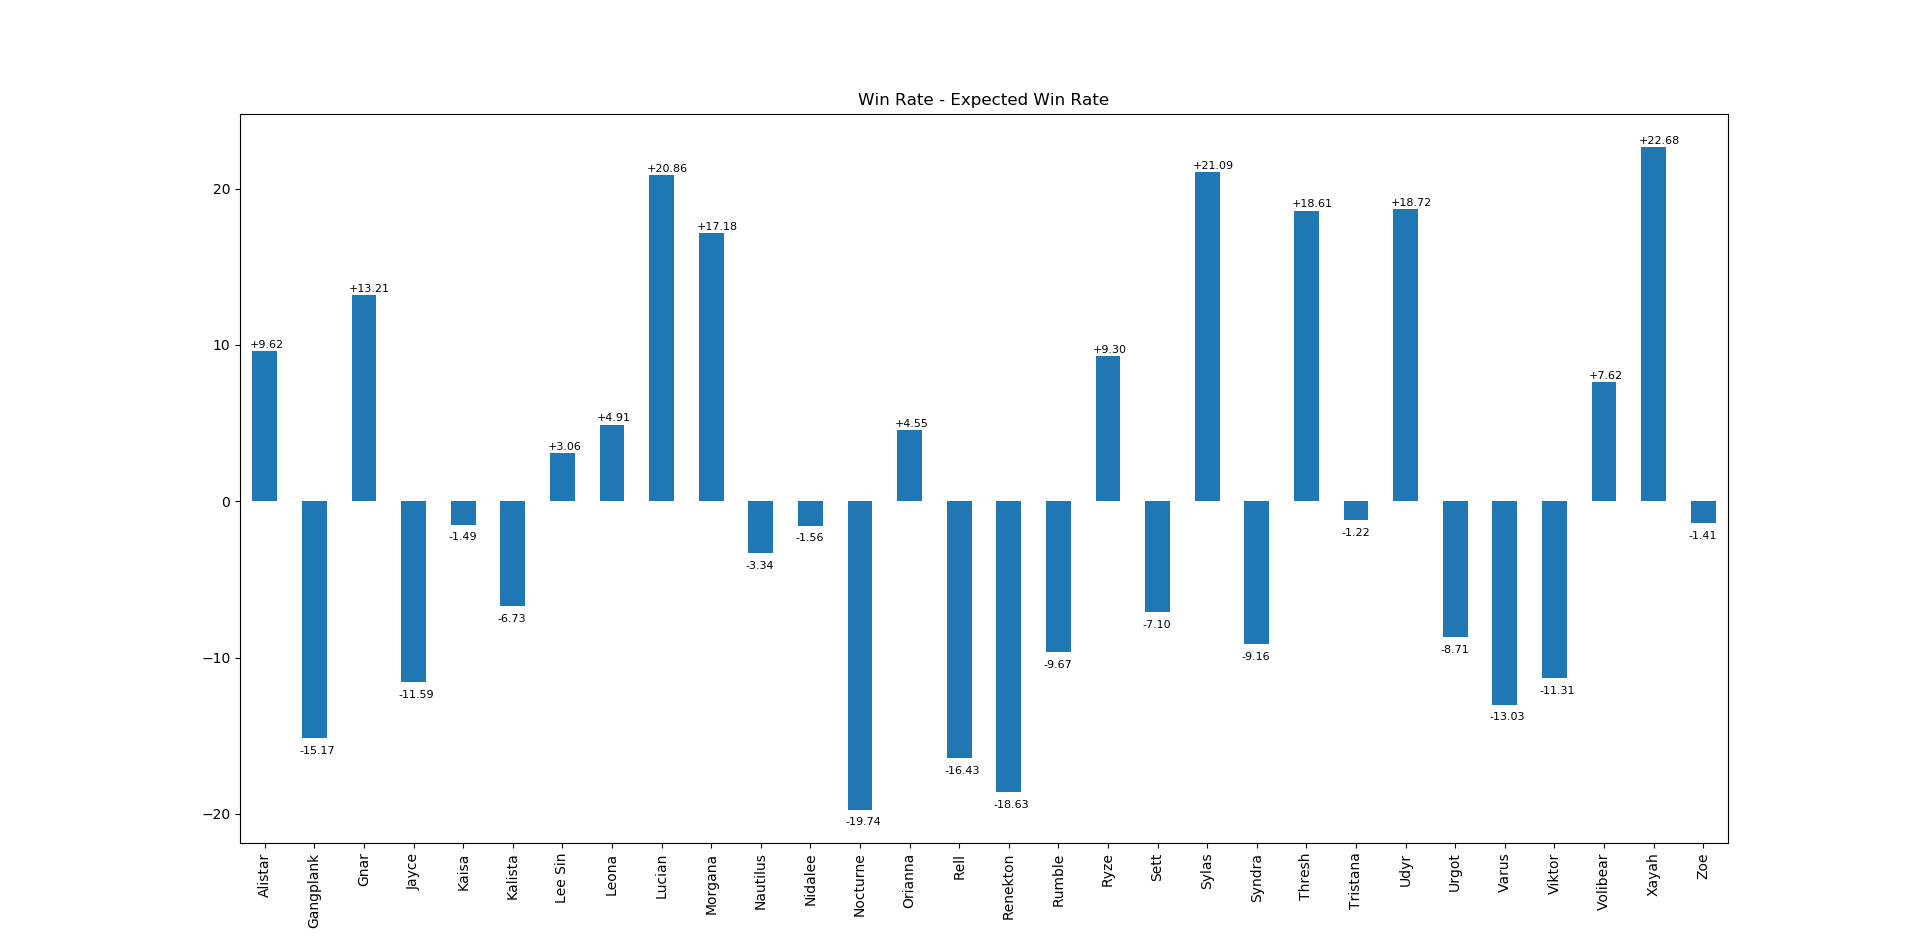 Win Rate - Expected Win Rate
+22.68
+20.86
+21.09
20
+18.61
+18.72
+17.18
+13.21
+9.62
10
+9.30
+7.62
+4.91
+4.55
+3.06
0
-1.49
-1.56
-1.22
-1.41
-3.34
-6.73
-7.10
-8.71
-9.16
−10
-9.67
-11.59
-11.31
-13.03
-15.17
-16.43
-18.63
−20
-19.74
Alistar
Gangplank
Gnar
Jayce
Kaisa
Kalista
Lee Sin
Leona
Lucian
Morgana
Nautilus
Nidalee
Nocturne
Orianna
Rell
Renekton
Rumble
Ryze
Sett
Sylas
Syndra
Thresh
Tristana
Udyr
Urgot
Varus
Viktor
Volibear
Xayah
Zoe